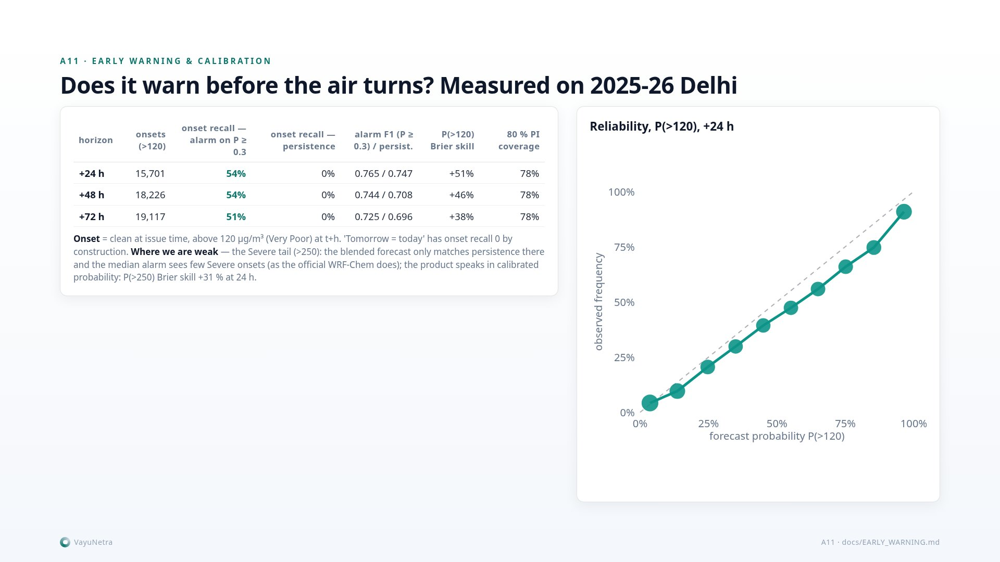 A11 · EARLY WARNING & CALIBRATION
Does it warn before the air turns? Measured on 2025-26 Delhi
horizon
onsets
(>120)
onset recall —
alarm on P ≥
0.3
onset recall —
persistence
alarm F1 (P ≥
0.3) / persist.
P(>120)
Brier skill
80 % PI
coverage
+24 h 15,701 54% 0% 0.765 / 0.747 +51% 78%
+48 h 18,226 54% 0% 0.744 / 0.708 +46% 78%
+72 h 19,117 51% 0% 0.725 / 0.696 +38% 78%
Onset = clean at issue time, above 120 µg/m³ (Very Poor) at t+h. 'Tomorrow = today' has onset recall 0 by
construction. Where we are weak — the Severe tail (>250): the blended forecast only matches persistence there
and the median alarm sees few Severe onsets (as the official WRF-Chem does); the product speaks in calibrated
probability: P(>250) Brier skill +31 % at 24 h.
Reliability, P(>120), +24 h
100%
75%
50%
25%
0%
observed frequency
0% 25% 50% 75% 100%
forecast probability P(>120)
VayuNetra
A11 · docs/EARLY_WARNING.md